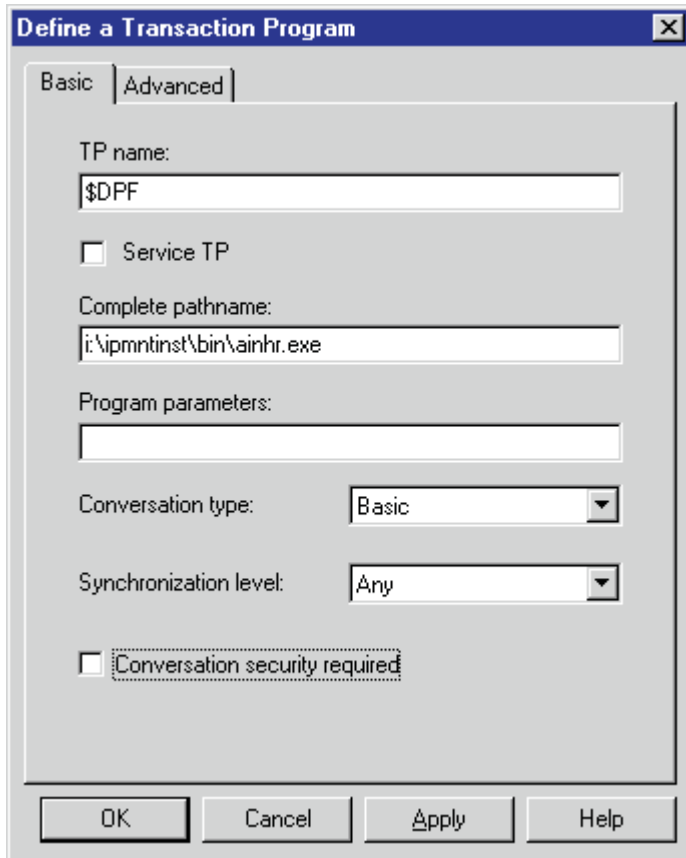 Define a Transaction Program
Basic Advanced
TP name:
$DPF
Service TP
Complete pathname:
i:\ipmntinst\bin\ainhr.exe
Program parameters:
Conversation type: Basic
Synchronization level: Any
Conversation security required
OK Cancel Apply Help